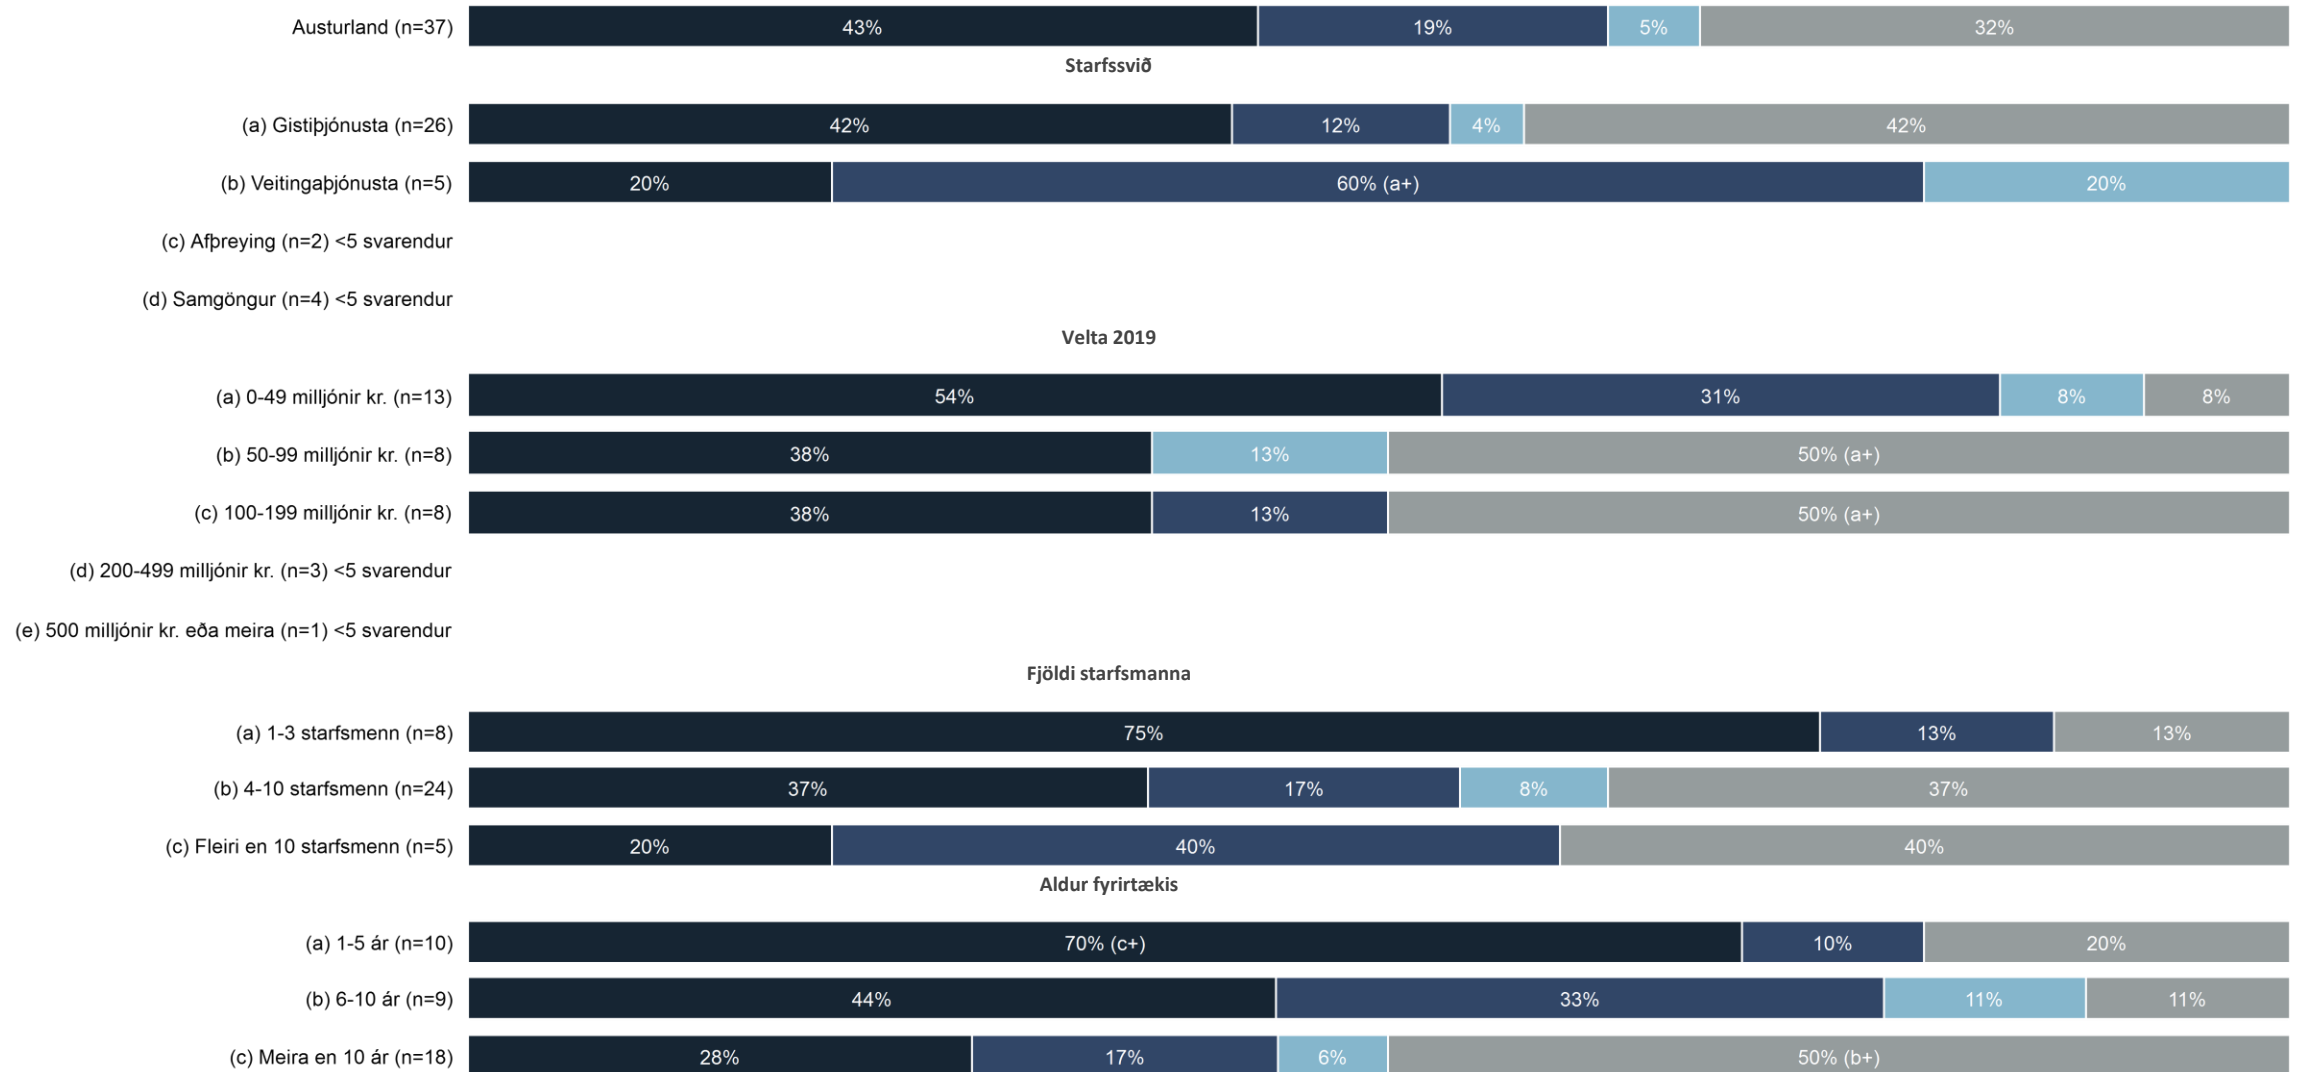 Austurland (n=37) 43% 19% 5% 32%
Starfssvið
(a) Gistiþjónusta (n=26) 42% 12% 4% 42%
(b) Veitingaþjónusta (n=5) 20% 60% (a+) 20%
(c) Afþreying (n=2) <5 svarendur
(d) Samgöngur (n=4) <5 svarendur
Velta 2019
(a) 0-49 milljónir kr. (n=13) 54% 31% 8% 8%
(b) 50-99 milljónir kr. (n=8) 38% 13% 50% (a+)
(c) 100-199 milljónir kr. (n=8) 38% 13% 50% (a+)
(d) 200-499 milljónir kr. (n=3) <5 svarendur
(e) 500 milljónir kr. eða meira (n=1) <5 svarendur
Fjöldi starfsmanna
(a) 1-3 starfsmenn (n=8) 75% 13% 13%
(b) 4-10 starfsmenn (n=24) 37% 17% 8% 37%
(c) Fleiri en 10 starfsmenn (n=5) 20% 40% 40%
Aldur fyrirtækis
(a) 1-5 ár (n=10) 70% (c+) 10% 20%
(b) 6-10 ár (n=9) 44% 33% 11% 11%
(c) Meira en 10 ár (n=18) 28% 17% 6% 50% (b+)